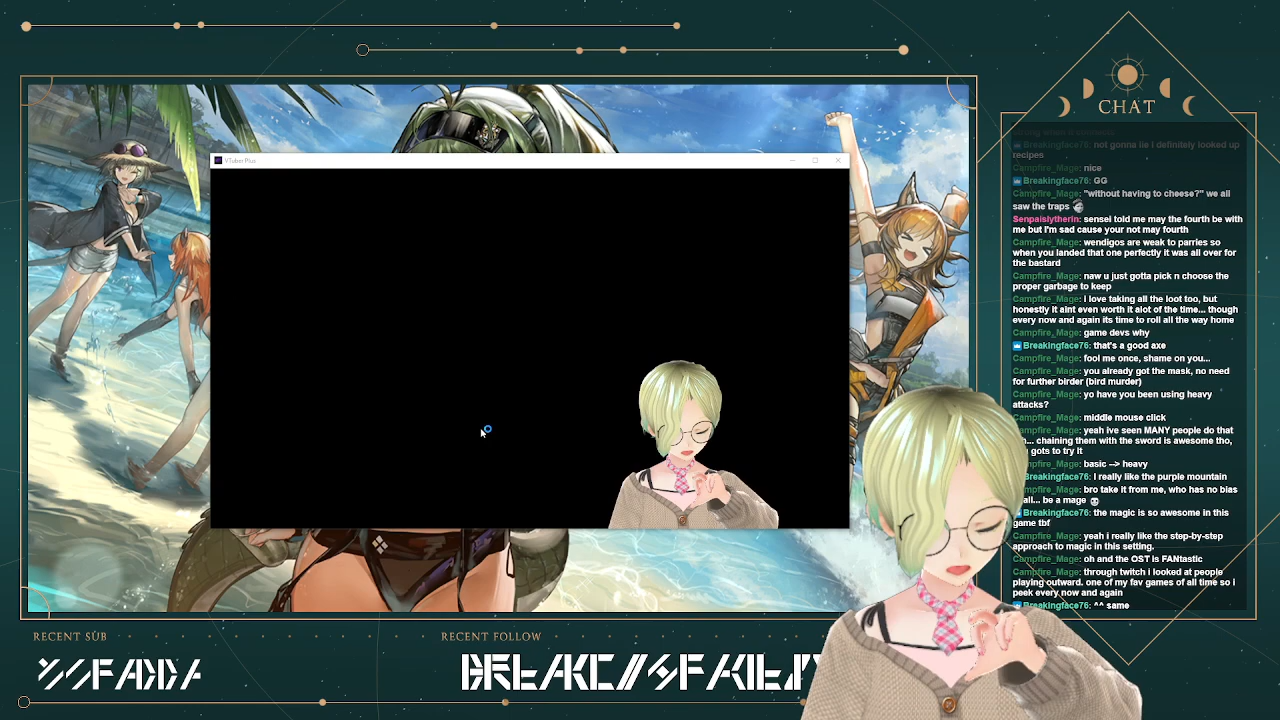 CHAT
VTuber Plus
Breakingface76: not gonna lie i definitely looked up
recipes
Campfire_Mage: nice
Breakingface76: GG
Campfire_Mage: "without having to cheese?" we all
saw the traps
Senpaislytherin: sensei told me may the fourth be with
me but I'm sad cause your not may fourth
Campfire_Mage: wendigos are weak to parries so
when you landed that one perfectly it was all over for
the bastard
Campfire_Mage: naw u just gotta pick n choose the
proper garbage to keep
Campfire_Mage: i love taking all the loot too, but
honestly it aint even worth it alot of the time... though
every now and again its time to roll all the way home
Campfire_Mage: game devs why
Breakingface76: that's a good axe
Campfire_Mage: fool me once, shame on you...
Campfire_Mage: you already got the mask, no need
for further birder (bird murder)
Campfire_Mage: yo have you been using heavy
attacks?
Campfire_Mage: middle mouse click
Campfire_Mage: yeah ive seen MANY people do that
... chaining them with the sword is awesome tho,
gots to try it
mpfire_Mage: basic --> heavy
Breakingface76: I really like the purple mountain
Campfire_Mage: bro take it from me, who has no bias
all... be a mage
Breakingface76: the magic is so awesome in this
game tbf
Campfire_Mage: yeah i really like the step-by-step
approach to magic in this setting.
Campfire_Mage: oh and the OST is FANtastic
Campfire_Mage: through twitch i looked at people
playing outward. one of my fav games of all time so i
peek every now and again
Breakingface76: ^^ same
RECENT SUB
RECENT FOLLOW